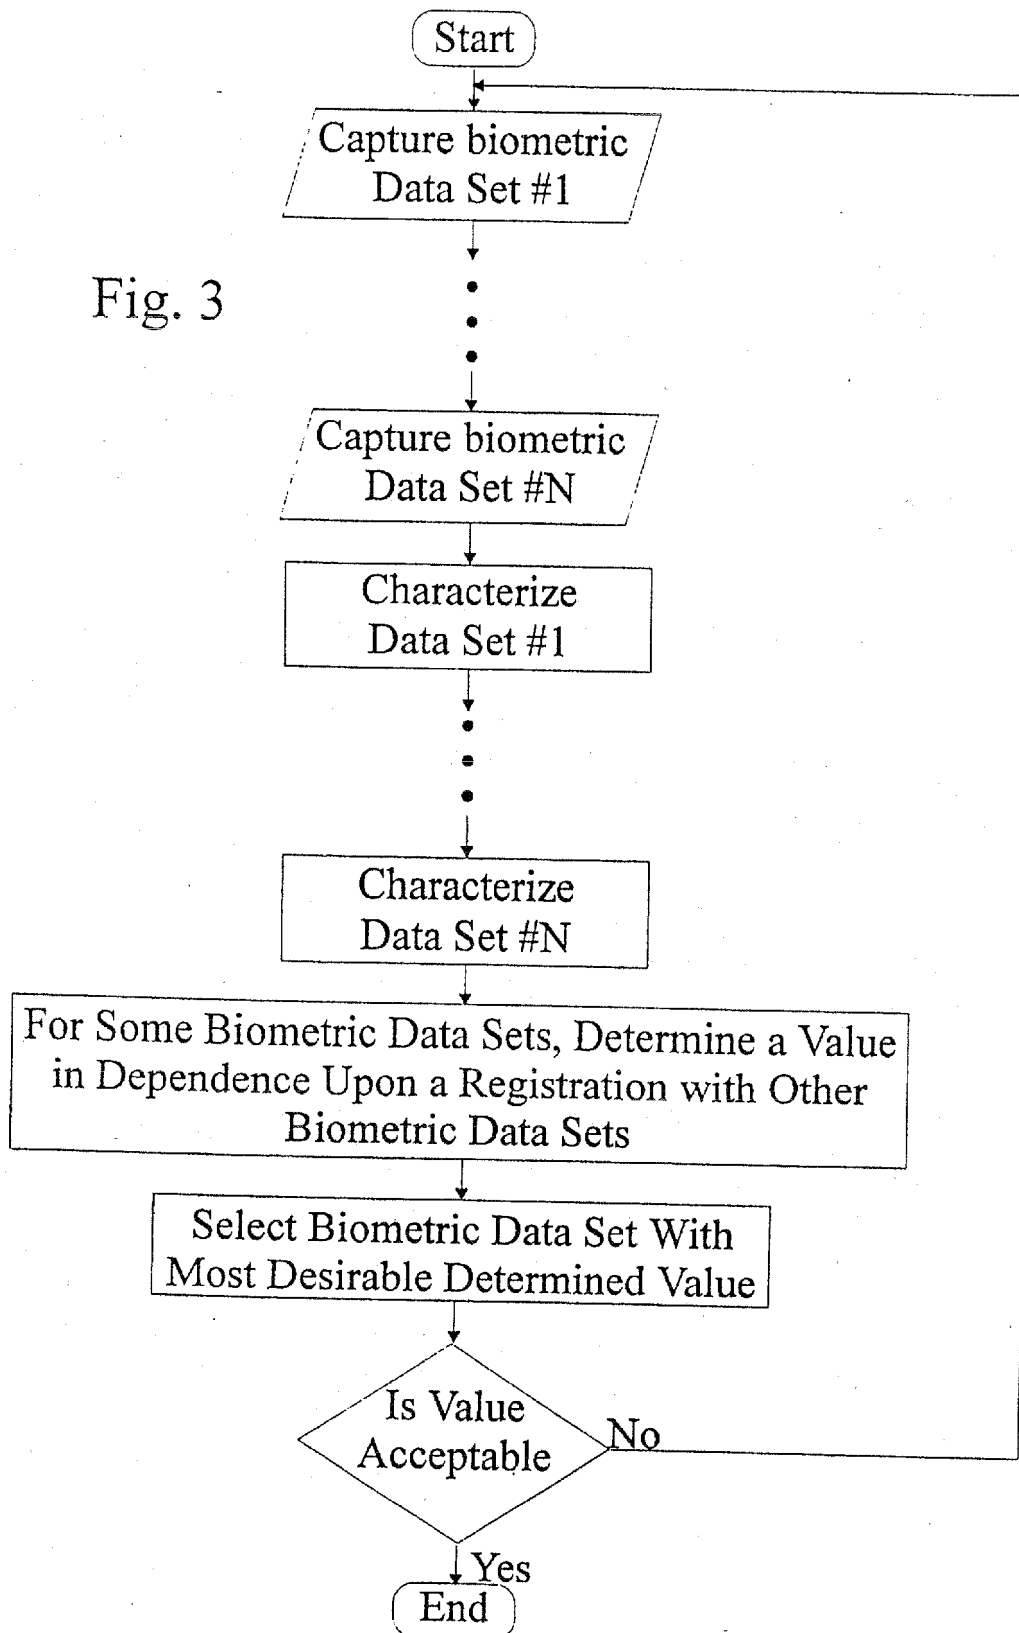 Start
Capture biometric
Data Set #1
Fig. 3
Capture biometric
Data Set #N
Characterize
Data Set #1
Characterize
Data Set #N
For Some Biometric Data Sets, Determine a Value
in Dependence Upon a Registration with Other
Biometric Data Sets
Select Biometric Data Set With
Most Desirable Determined Value
Is Value
Acceptable
No
Yes
End